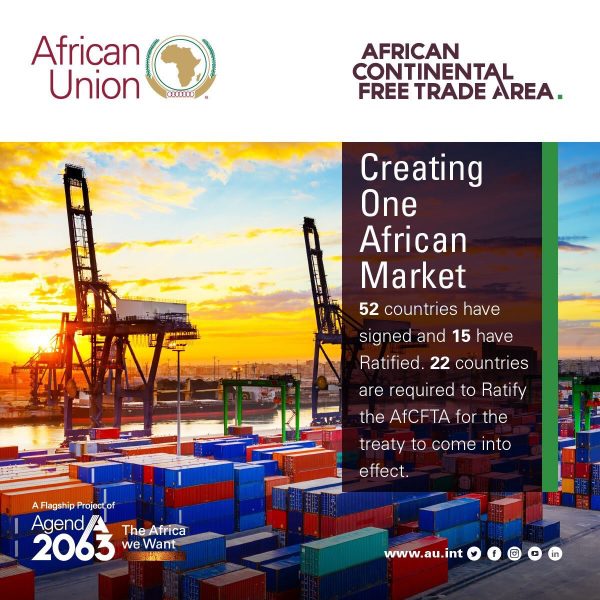 African
Union
AFRICAN
CONTINENTAL
FREE TRADE AREA.
Creating
One
African
Market
52 countries have
signed and 15 have
Ratified. 22 countries
are required to Ratify
the AfCFTA for the
treaty to come into
effect.
A Flagship Project of
AgendA
2063
The Africa
we Want
www.au.int